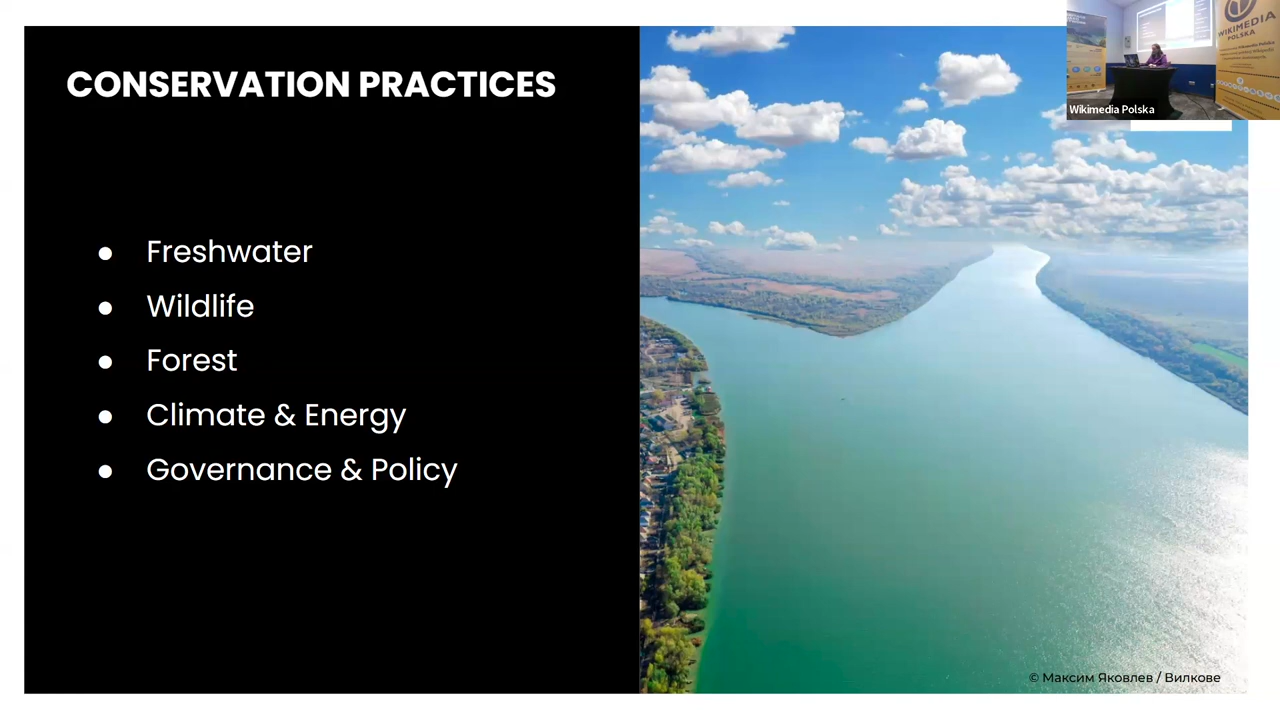 CONSERVATION PRACTICES
● Freshwater
● Wildlife
● Forest
● Climate & Energy
● Governance & Policy
WIKIMEDIA
POLSKA
Wikimedia Polska
© Максим Яковлев / Вилкове